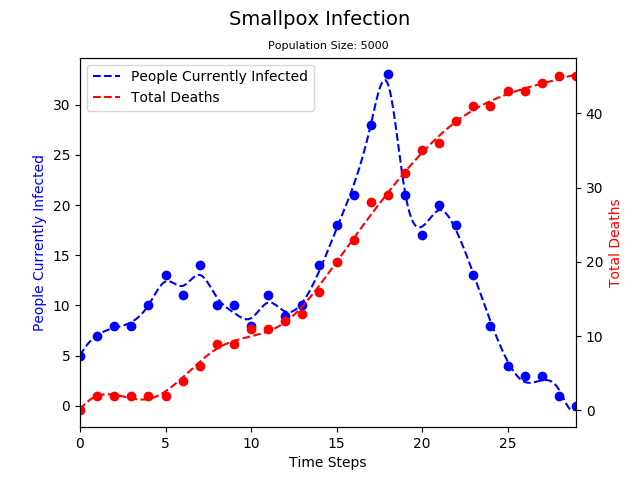 Smallpox Infection
Population Size: 5000
People Currently Infected
Total Deaths
People Currently Infected
0
5
10
15
20
25
30
0
5
10
15
20
25
Time Steps
0
10
20
30
40
Total Deaths